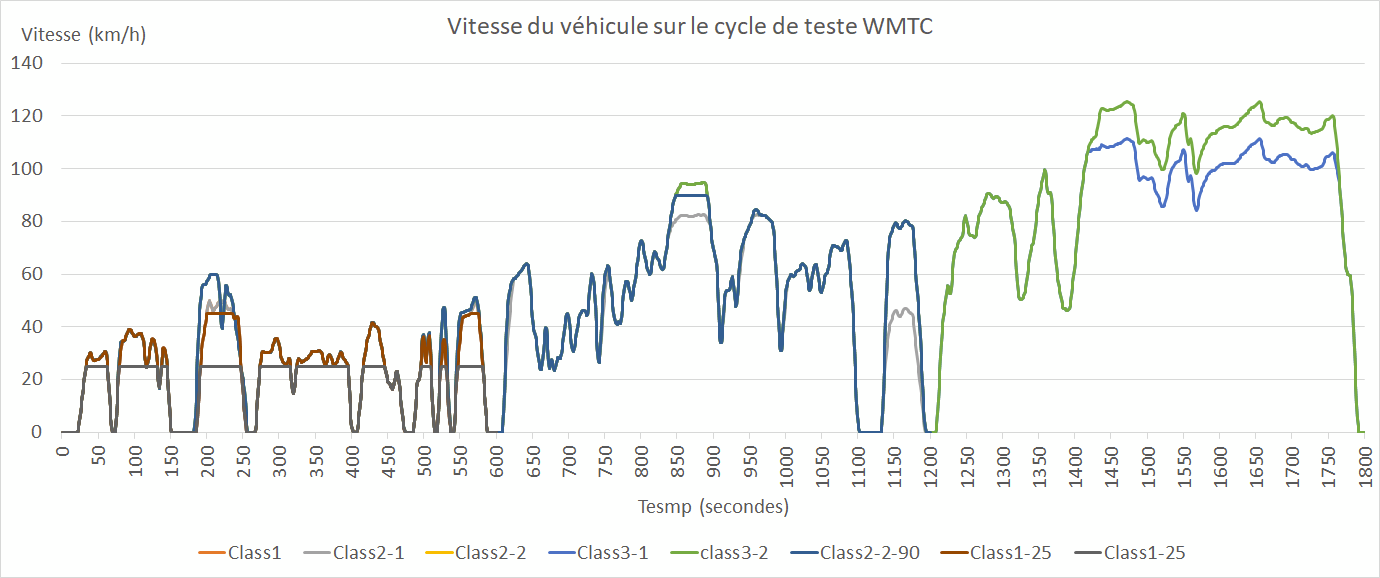 Vitesse du véhicule sur le cycle de teste WMTC
Vitesse (km/h)
140
120
100
80
60
40
20
0
0 50 100 150 200 250 300 350 400 450 500 550 600 650 700 750 800 850 900 950 1000 1050 1100 1150 1200 1250 1300 1350 1400 1450 1500 1550 1600 1650 1700 1750 1800
Tesmp (secondes)
Class1 Class2-1 Class2-2 Class3-1 class3-2 Class2-2-90 Class1-25 Class1-25